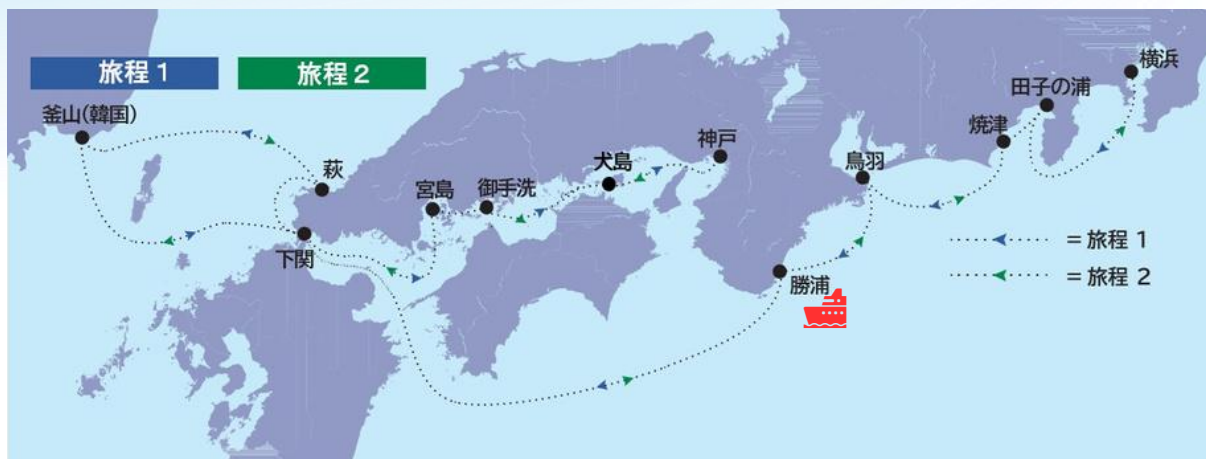 旅程 1
旅程 2
横浜
田子の浦
釜山(韓国)
焼津
神戸
犬島
鳥羽
萩
宮島
御手洗
下関
= 旅程 1
勝浦
= 旅程 2